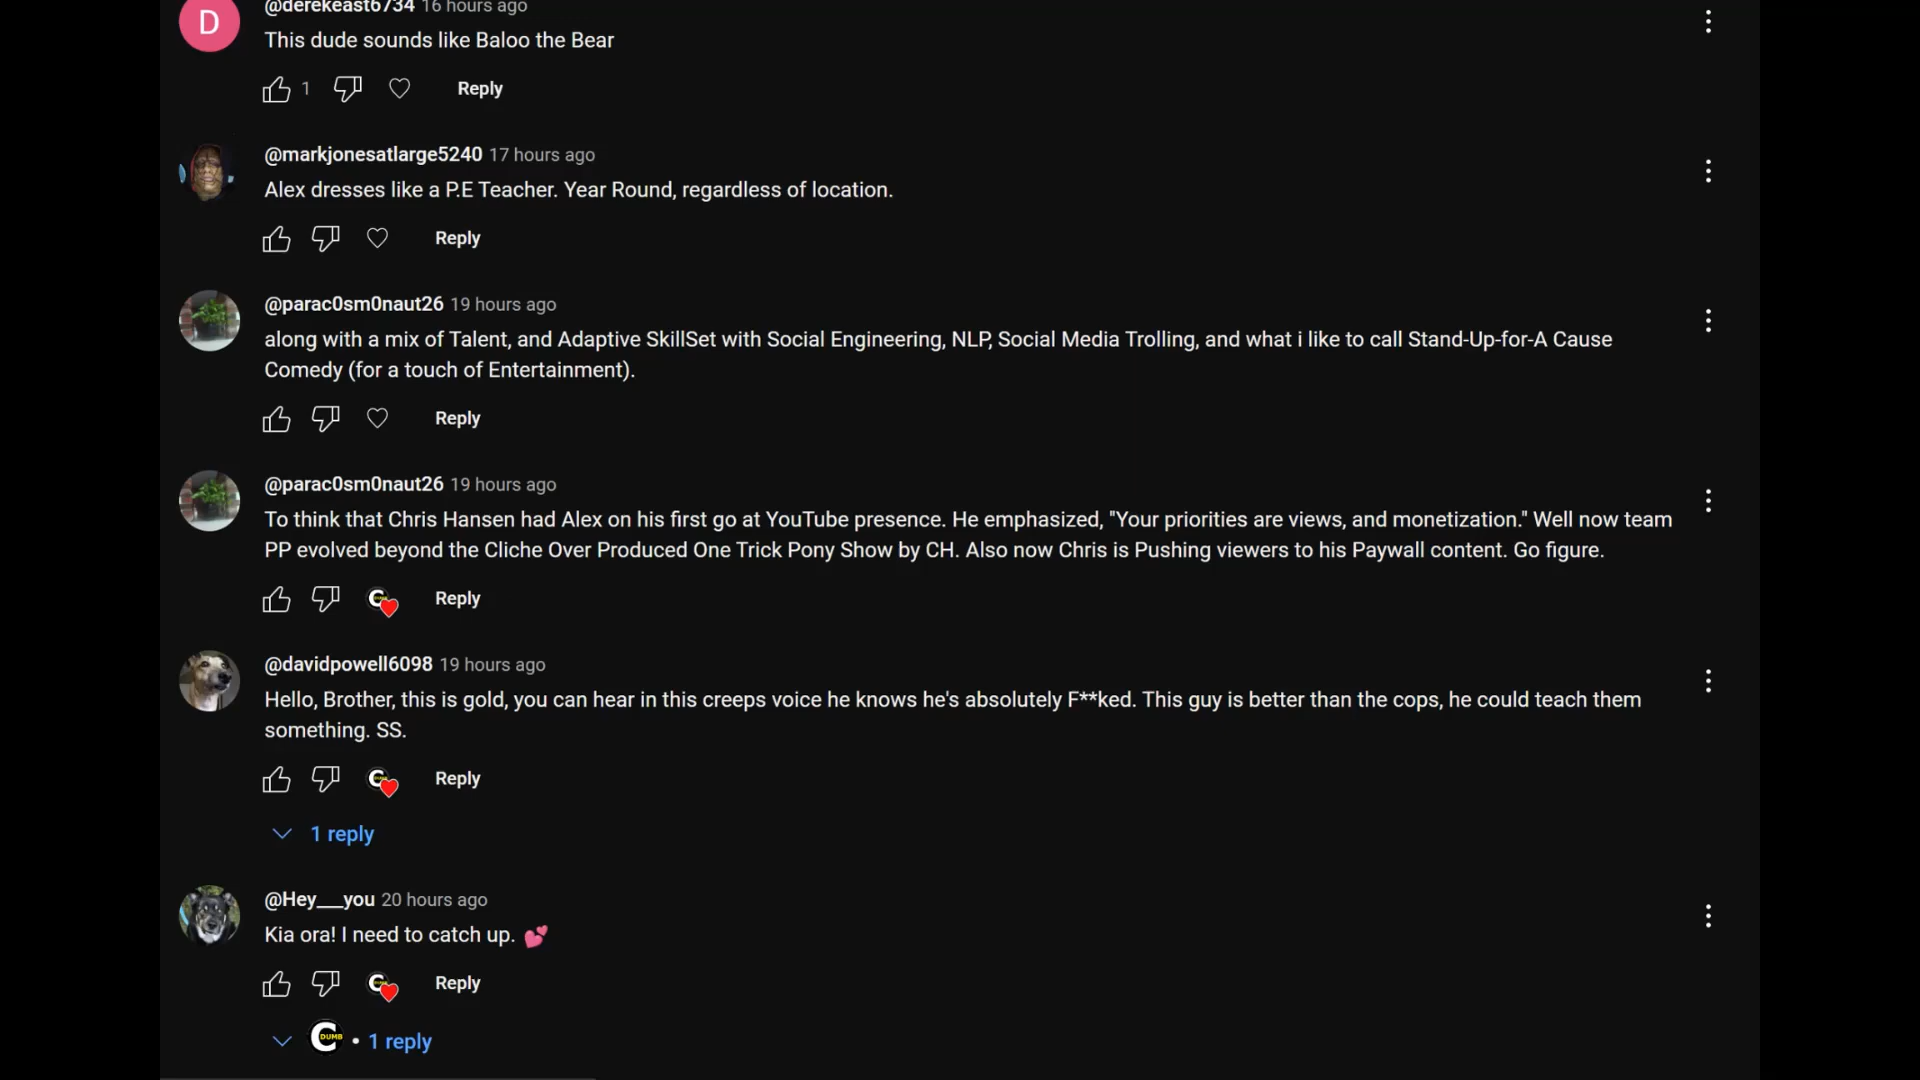 @derekeast6734 16 hours ago
D
This dude sounds like Baloo the Bear
1 Reply
@markjonesatlarge5240 17 hours ago
Alex dresses like a P.E Teacher. Year Round, regardless of location.
Reply
@parac0sm0naut26 19 hours ago
along with a mix of Talent, and Adaptive SkillSet with Social Engineering, NLP, Social Media Trolling, and what i like to call Stand-Up-for-A Cause
Comedy (for a touch of Entertainment).
Reply
@parac0sm0naut26 19 hours ago
To think that Chris Hansen had Alex on his first go at YouTube presence. He emphasized, "Your priorities are views, and monetization." Well now team
PP evolved beyond the Cliche Over Produced One Trick Pony Show by CH. Also now Chris is Pushing viewers to his Paywall content. Go figure.
Reply
@davidpowell6098 19 hours ago
Hello, Brother, this is gold, you can hear in this creeps voice he knows he's absolutely F**ked. This guy is better than the cops, he could teach them
something. SS.
Reply
1 reply
@Hey___you 20 hours ago
Kia ora! I need to catch up. 💕
Reply
C DUMB • 1 reply